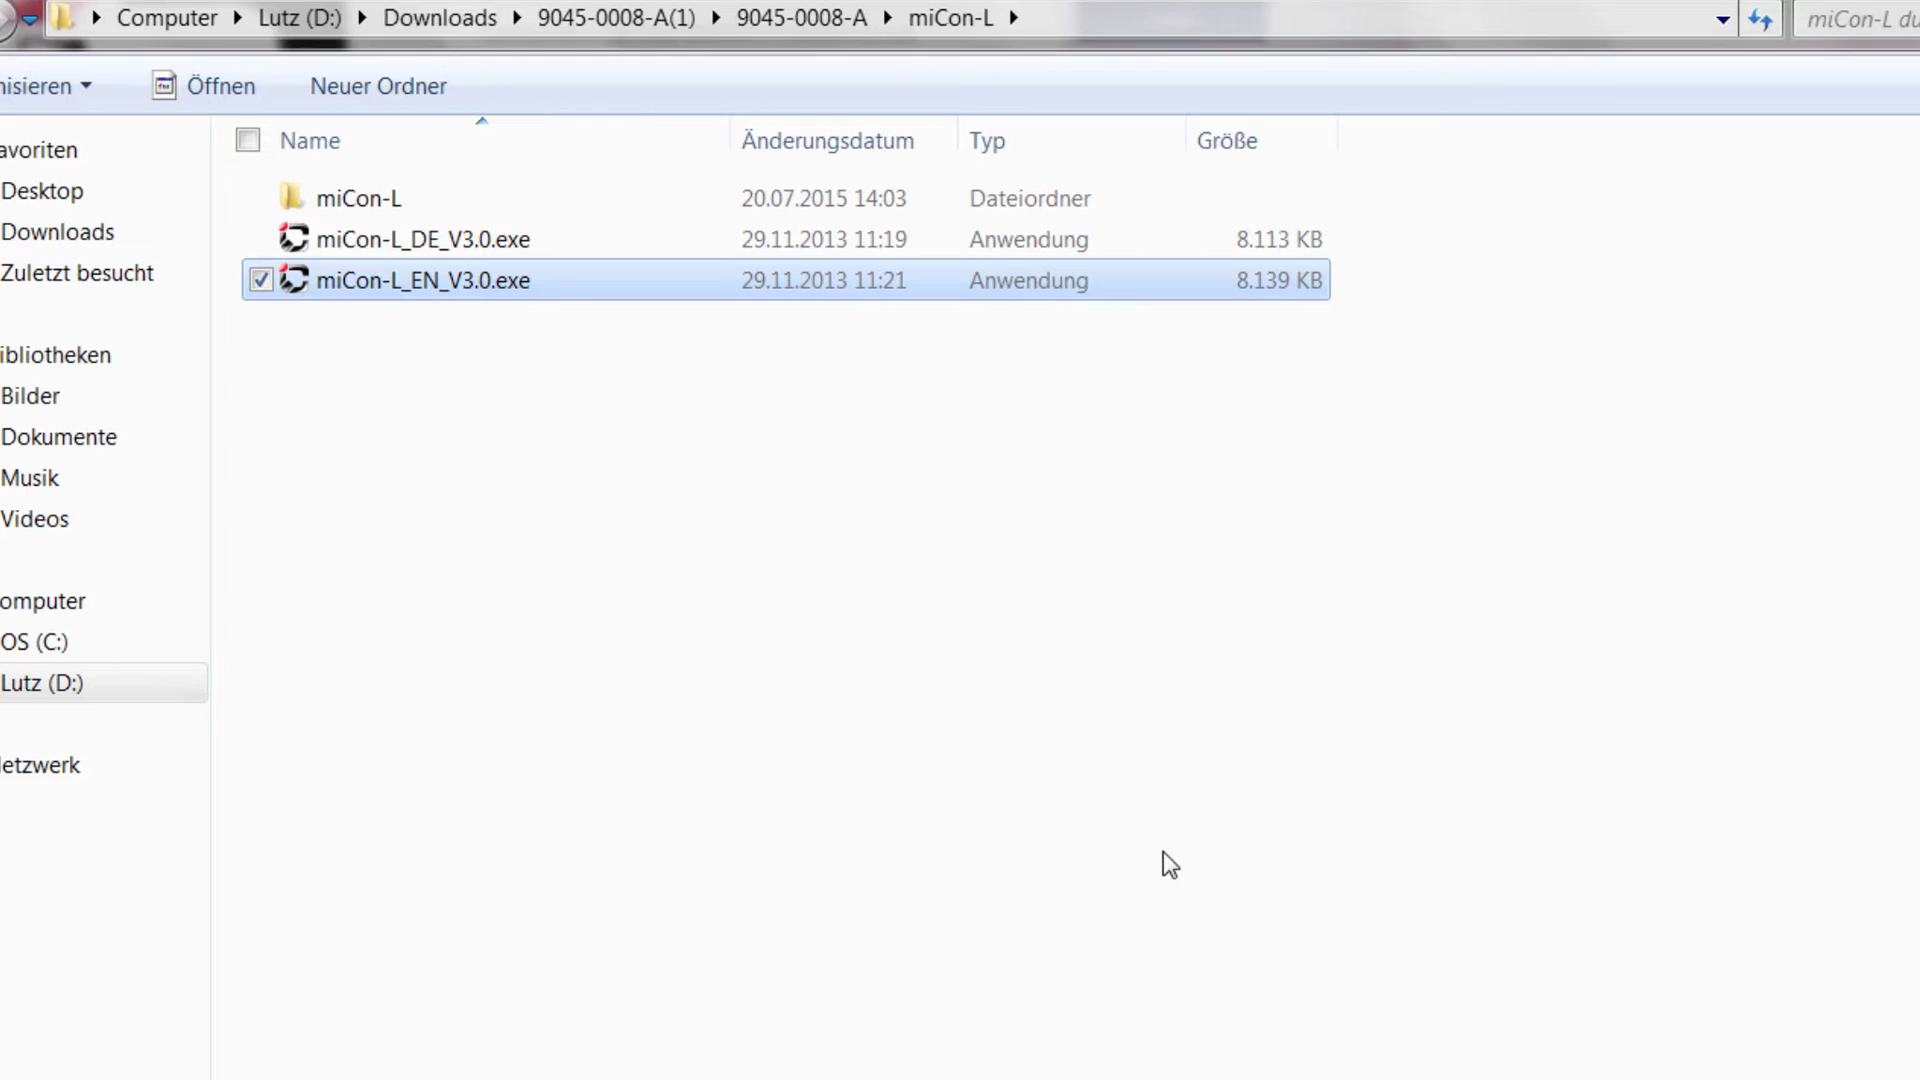 Computer Lutz (D:) Downloads 9045-0008-A(1) 9045-0008-A miCon-L miCon-L du
nisieren Öffnen Neuer Ordner
Name Änderungsdatum Typ Größe
avoriten
Desktop
Downloads
Zuletzt besucht
ibliotheken
Bilder
Dokumente
Musik
Videos
omputer
OS (C:)
Lutz (D:)
etzwerk
miCon-L 20.07.2015 14:03 Dateiordner
miCon-L_DE_V3.0.exe 29.11.2013 11:19 Anwendung 8.113 KB
miCon-L_EN_V3.0.exe 29.11.2013 11:21 Anwendung 8.139 KB